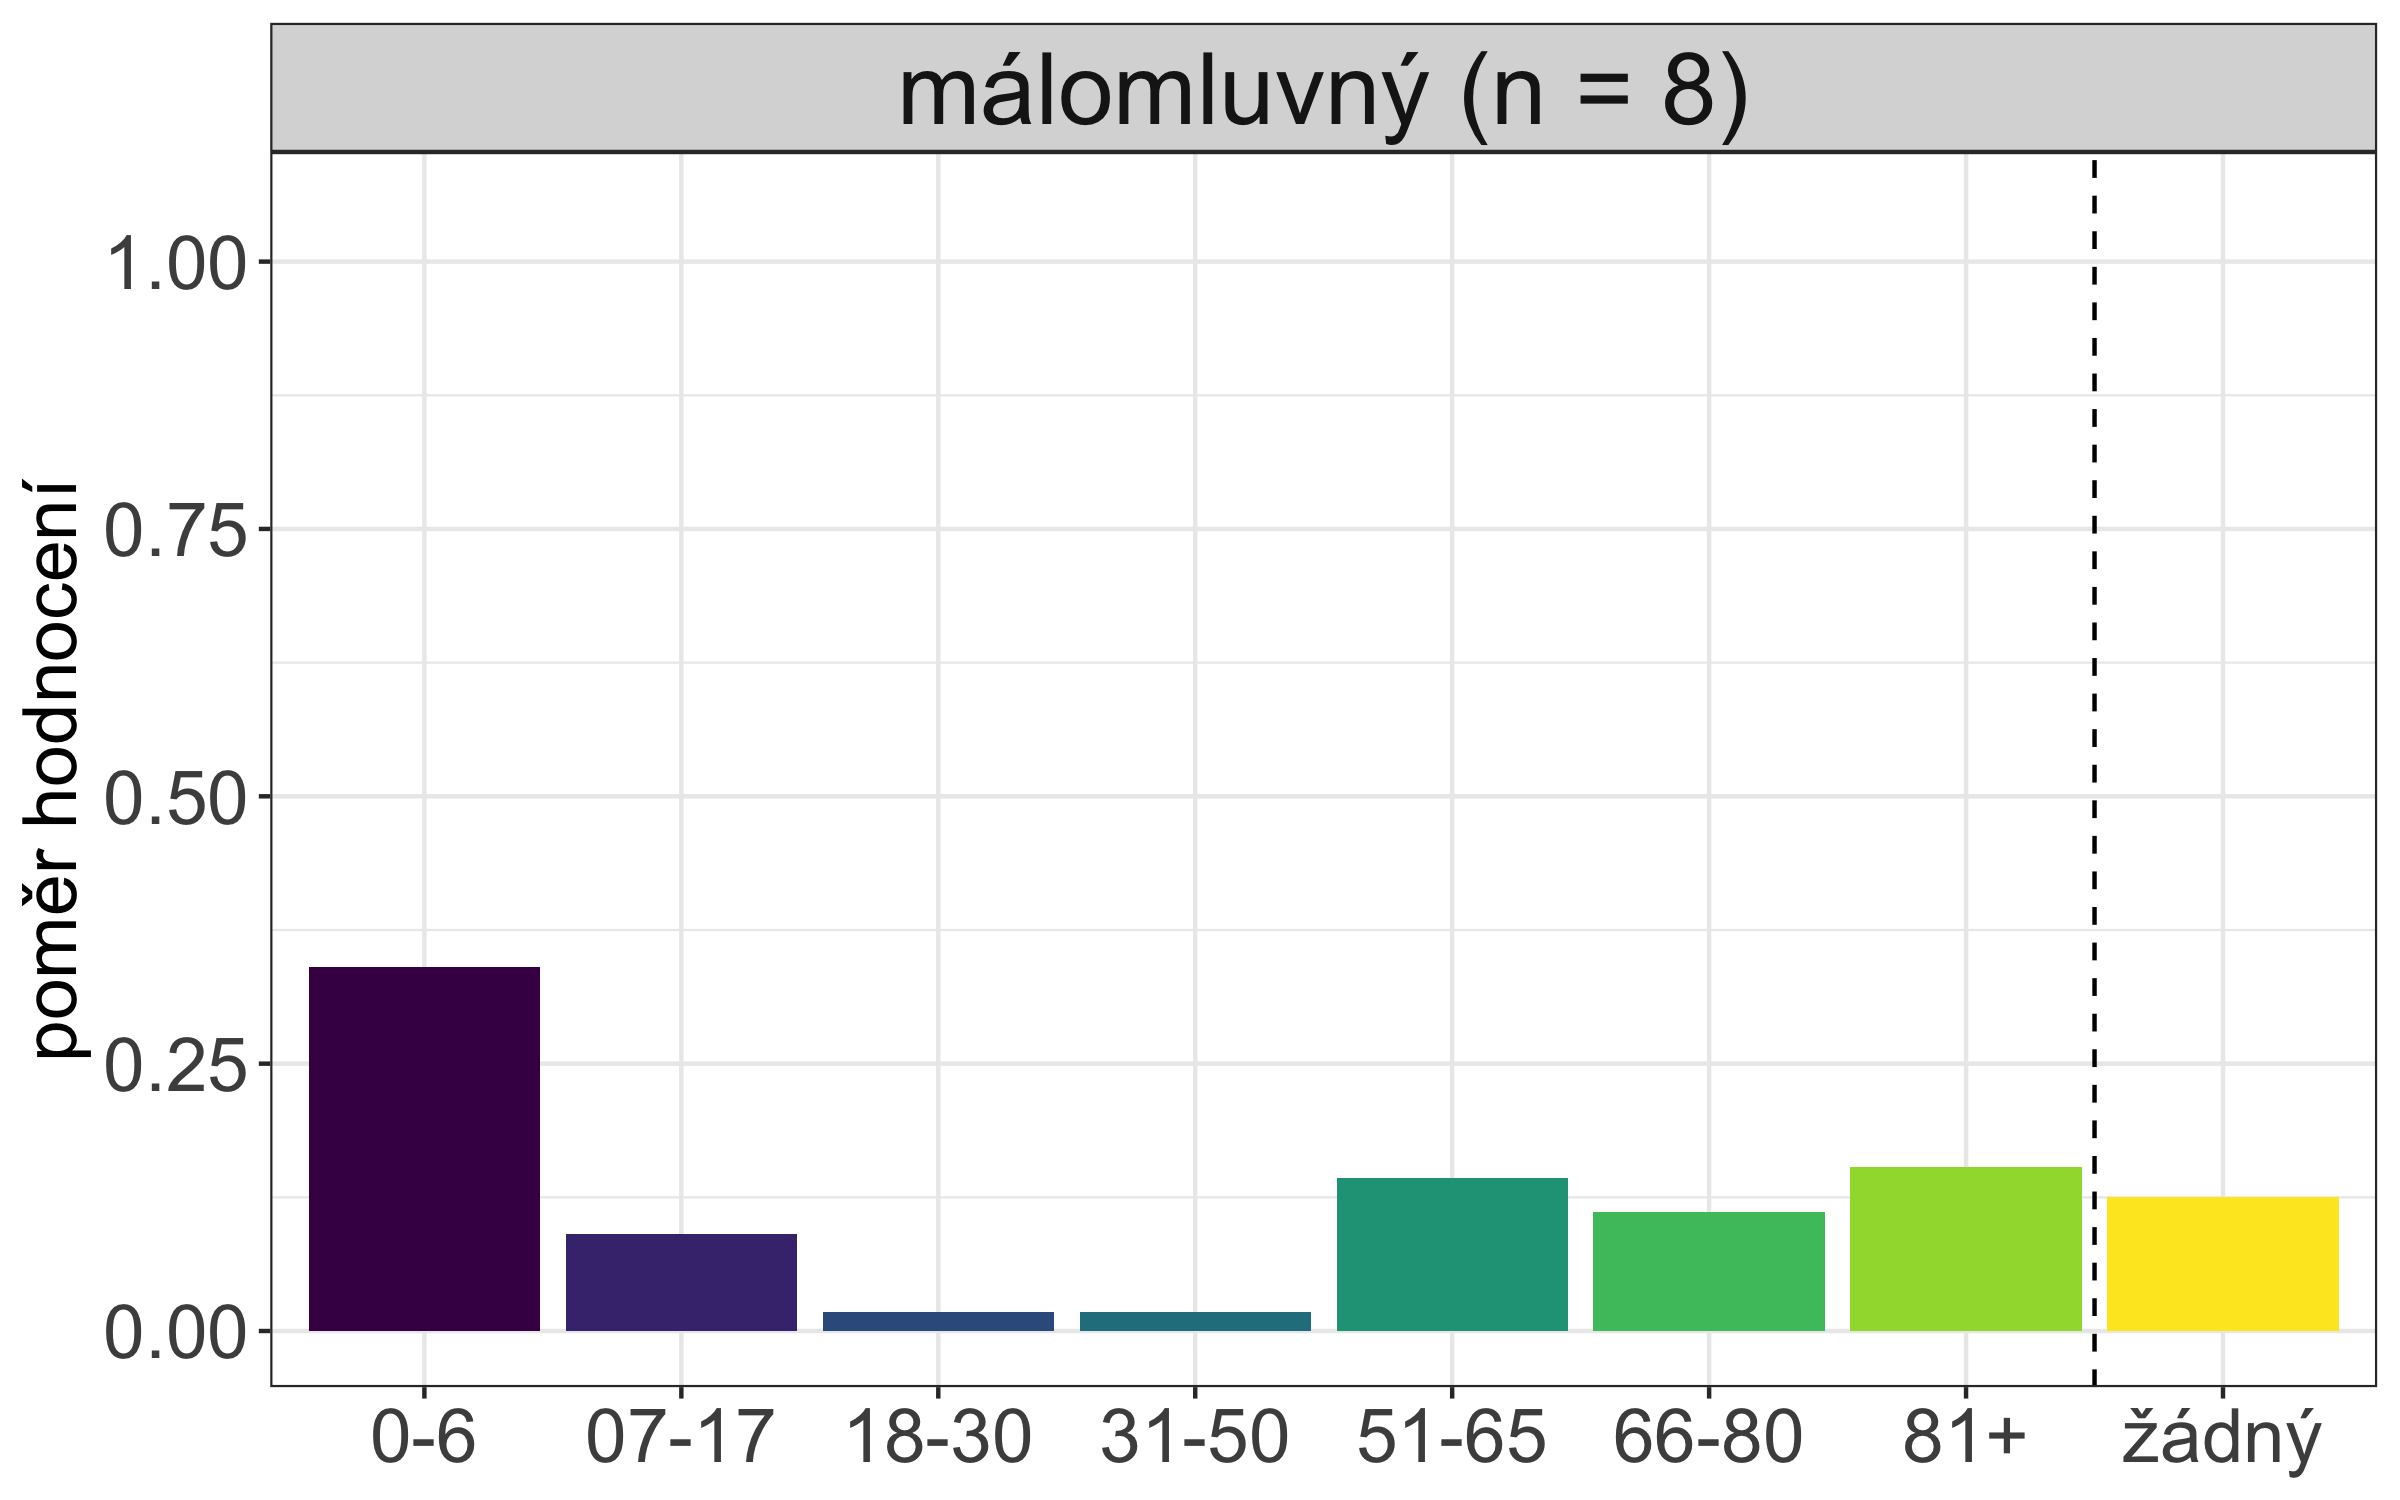 málomluvný (n = 8)
poměr hodnocení
1.00
0.75
0.50
0.25
0.00
0-6 07-17 18-30 31-50 51-65 66-80 81+ žádný